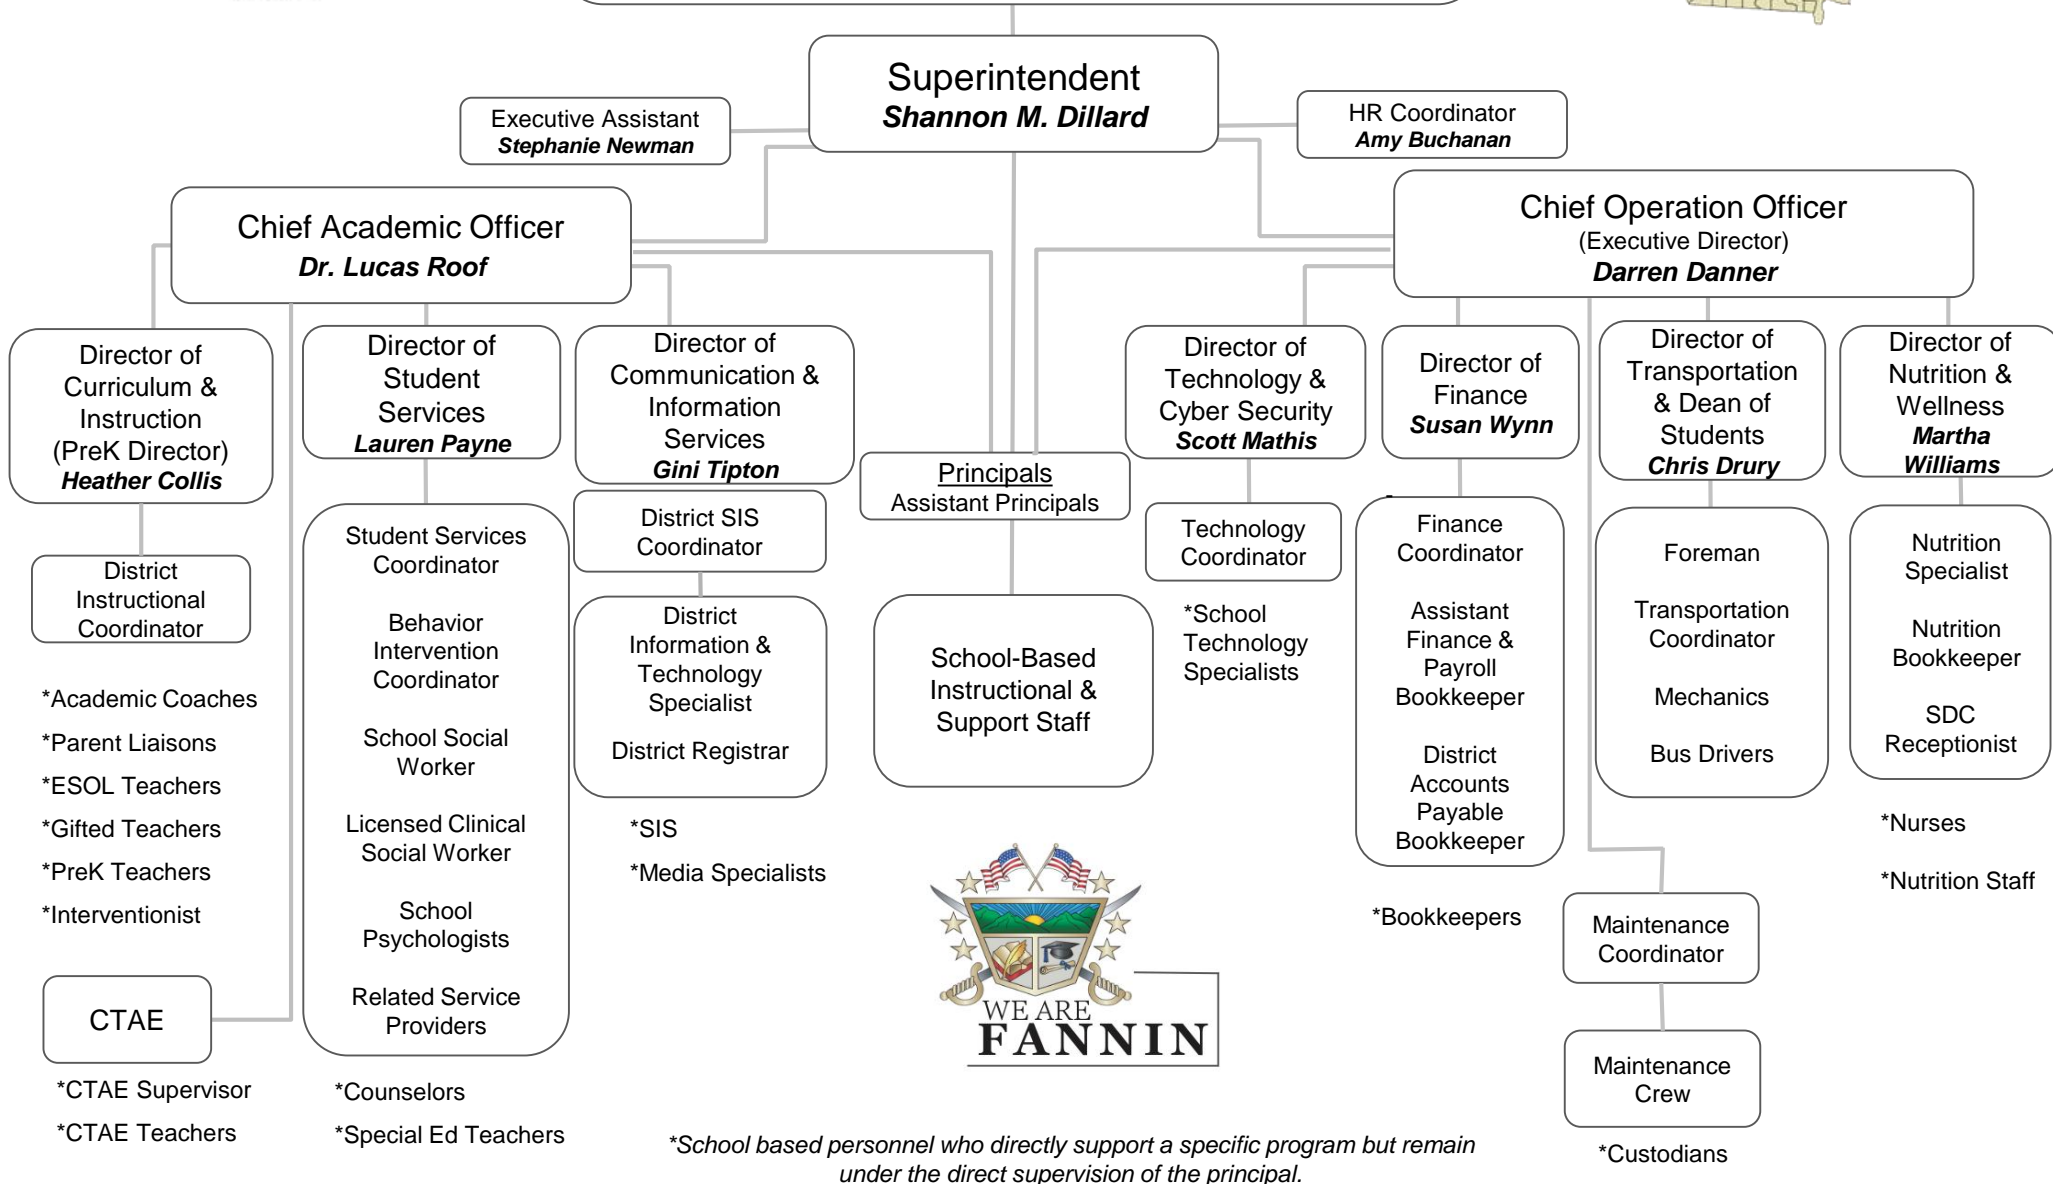 Superintendent
Shannon M. Dillard
Executive Assistant
Stephanie Newman
HR Coordinator
Amy Buchanan
Chief Academic Officer
Dr. Lucas Roof
Chief Operation Officer
(Executive Director)
Darren Danner
Director of
Curriculum &
Instruction
(PreK Director)
Heather Collis
Director of
Student
Services
Lauren Payne
Director of
Communication &
Information
Services
Gini Tipton
Principals
Assistant Principals
Director of
Technology &
Cyber Security
Scott Mathis
Director of
Finance
Susan Wynn
Director of
Transportation
& Dean of
Students
Chris Drury
Director of
Nutrition &
Wellness
Martha
Williams
District
Instructional
Coordinator
*Academic Coaches
*Parent Liaisons
*ESOL Teachers
*Gifted Teachers
*PreK Teachers
*Interventionist
CTAE
*CTAE Supervisor
*CTAE Teachers
Student Services
Coordinator
Behavior
Intervention
Coordinator
School Social
Worker
Licensed Clinical
Social Worker
School
Psychologists
Related Service
Providers
*Counselors
*Special Ed Teachers
District SIS
Coordinator
District
Information &
Technology
Specialist
District Registrar
*SIS
*Media Specialists
School-Based
Instructional &
Support Staff
Technology
Coordinator
*School
Technology
Specialists
Finance
Coordinator
Assistant
Finance &
Payroll
Bookkeeper
District
Accounts
Payable
Bookkeeper
*Bookkeepers
Foreman
Transportation
Coordinator
Mechanics
Bus Drivers
Maintenance
Coordinator
Maintenance
Crew
*Custodians
Nutrition
Specialist
Nutrition
Bookkeeper
SDC
Receptionist
*Nurses
*Nutrition Staff
WE ARE
FANNIN
*School based personnel who directly support a specific program but remain
under the direct supervision of the principal.